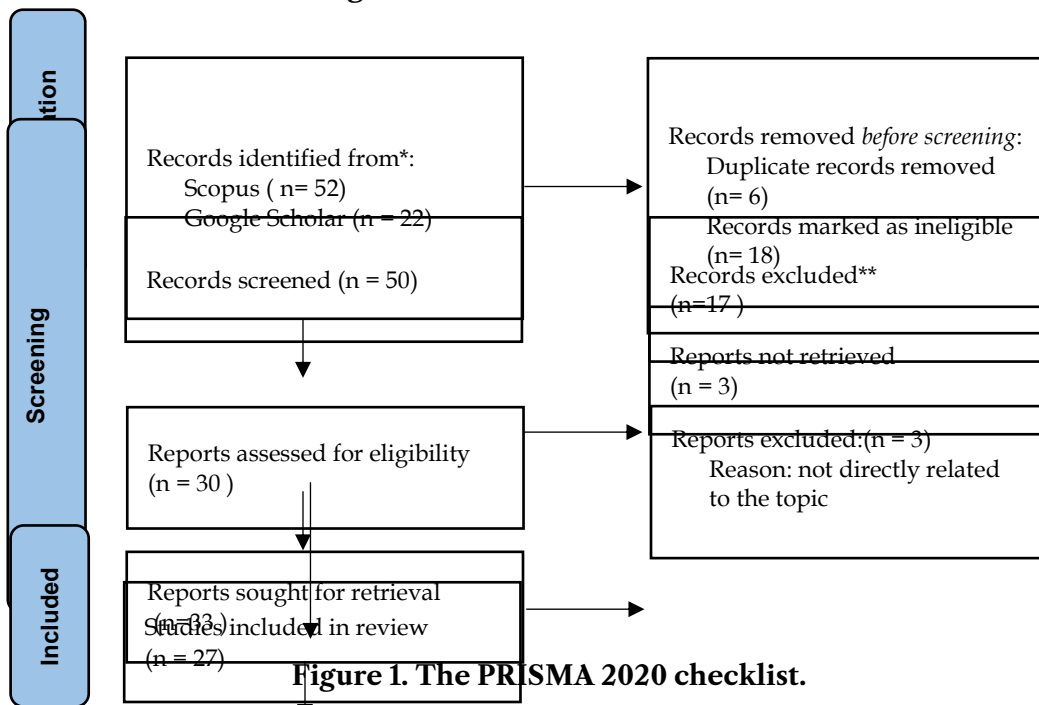 ation
Records identified from*:
Scopus ( n= 52)
Google Scholar (n = 22)
Records removed before screening:
Duplicate records removed
(n= 6)
Records marked as ineligible
(n= 18)
Screening
Records screened (n = 50)
Records excluded**
(n=17 )
Reports not retrieved
(n = 3)
Reports assessed for eligibility
(n = 30 )
Reports excluded:(n = 3)
Reason: not directly related
to the topic
Included
Reports sought for retrieval
(n=33 )
Studies included in review
(n = 27)
Figure 1. The PRISMA 2020 checklist.